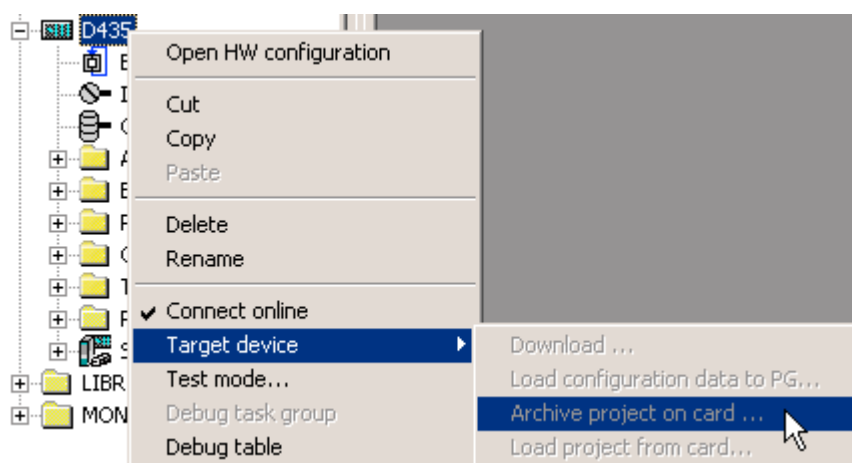 D435
Open HW configuration
Cut
Copy
Paste
Delete
Rename
Connect online
Target device
Download ...
Load configuration data to PG...
Test mode...
LIBR
Archive project on card ...
MON
Debug task group
Debug table
Load project from card...